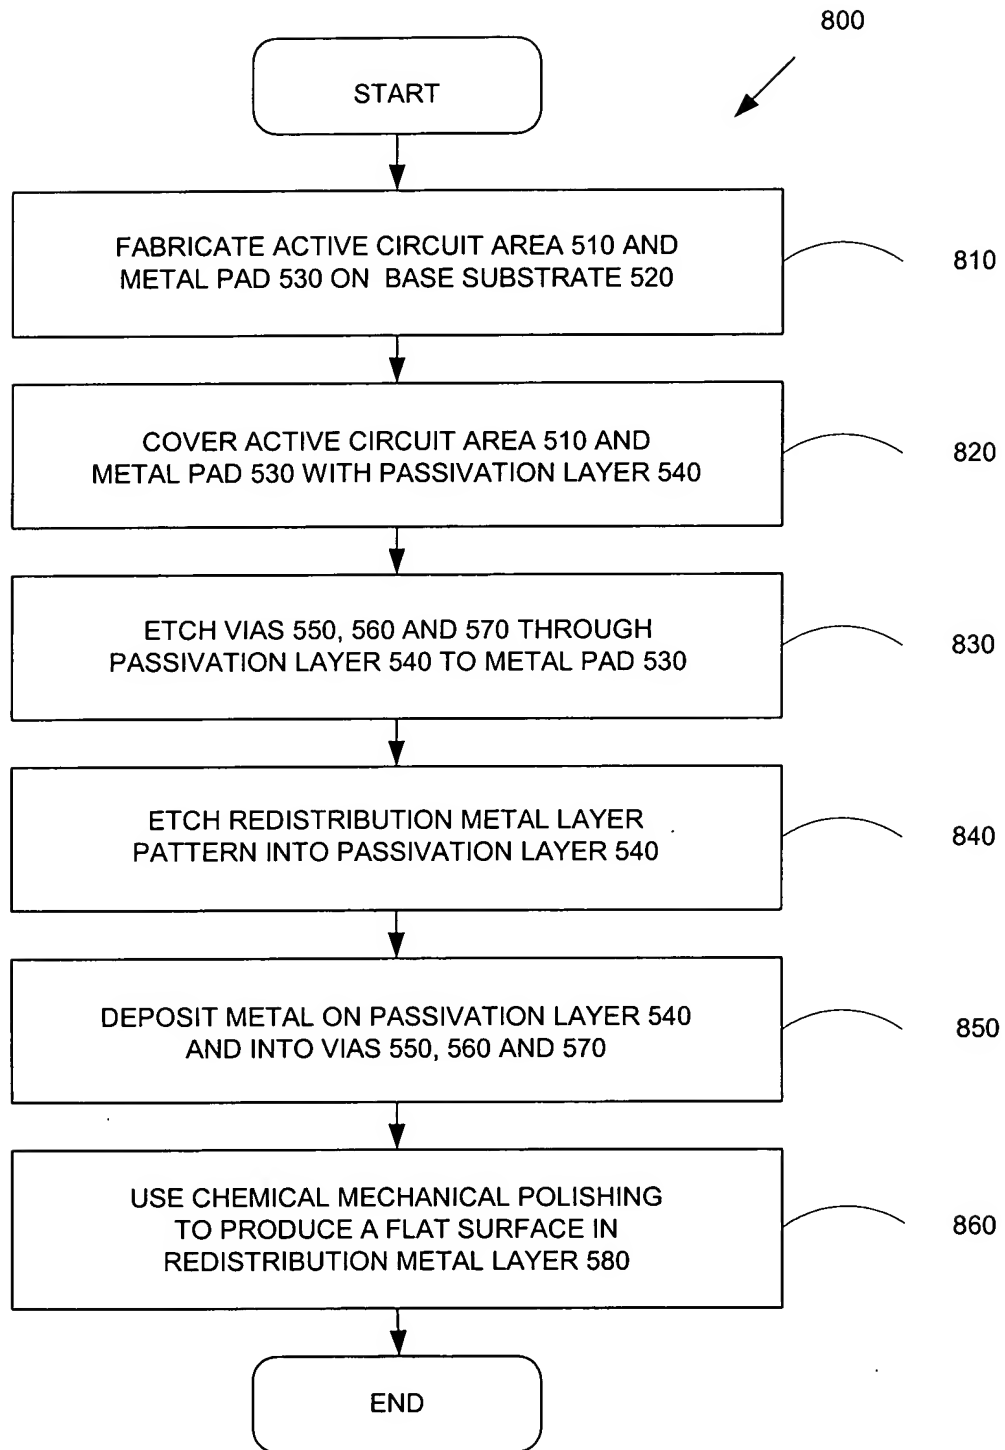 800
START
FABRICATE ACTIVE CIRCUIT AREA 510 AND
METAL PAD 530 ON BASE SUBSTRATE 520
810
COVER ACTIVE CIRCUIT AREA 510 AND
METAL PAD 530 WITH PASSIVATION LAYER 540
820
ETCH VIAS 550, 560 AND 570 THROUGH
PASSIVATION LAYER 540 TO METAL PAD 530
830
ETCH REDISTRIBUTION METAL LAYER
PATTERN INTO PASSIVATION LAYER 540
840
DEPOSIT METAL ON PASSIVATION LAYER 540
AND INTO VIAS 550, 560 AND 570
850
USE CHEMICAL MECHANICAL POLISHING
TO PRODUCE A FLAT SURFACE IN
REDISTRIBUTION METAL LAYER 580
860
END